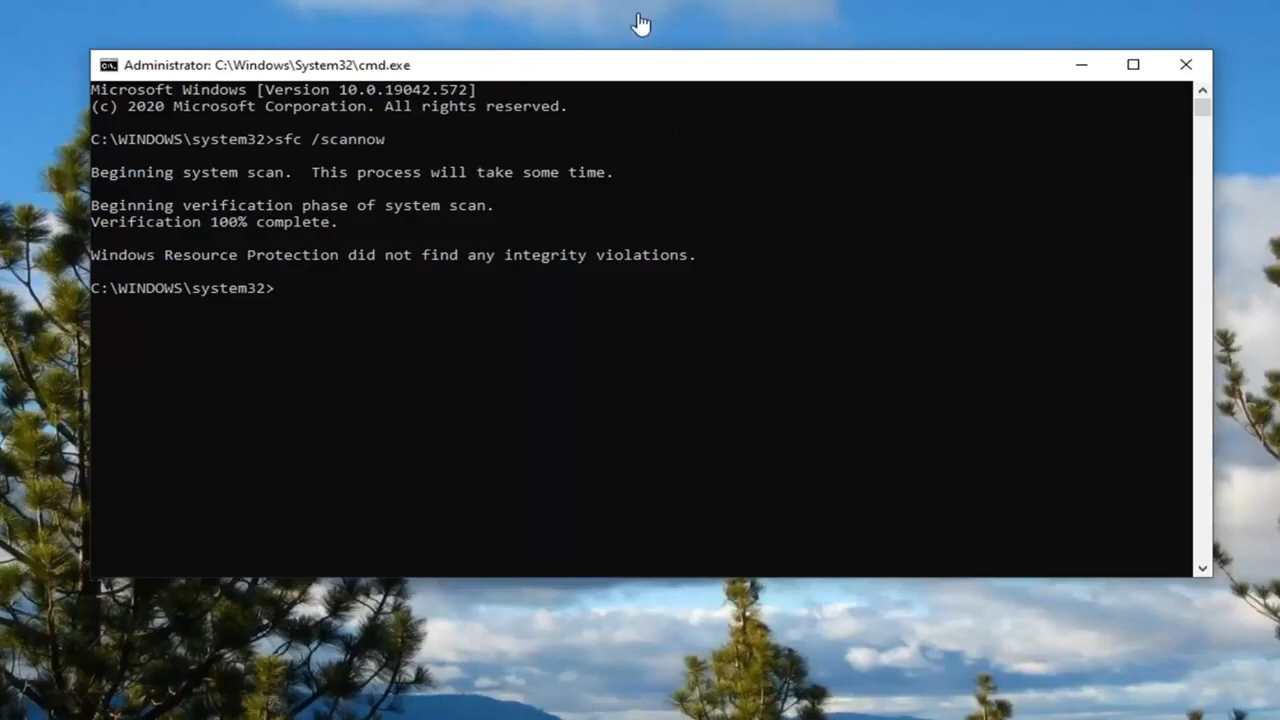 Administrator: C:\Windows\System32\cmd.exe
Microsoft Windows [Version 10.0.19042.572]
(c) 2020 Microsoft Corporation. All rights reserved.
C:\WINDOWS\system32>sfc /scannow
Beginning system scan.  This process will take some time.
Beginning verification phase of system scan.
Verification 100% complete.
Windows Resource Protection did not find any integrity violations.
C:\WINDOWS\system32>